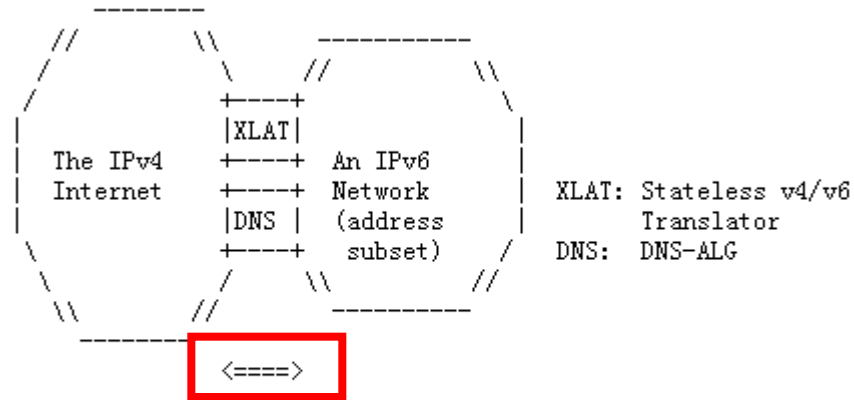 XLAT
The IPv4 An IPv6
Internet Network XLAT: Stateless v4/v6
DNS (address Translator
subset) DNS: DNS-ALG
<====>